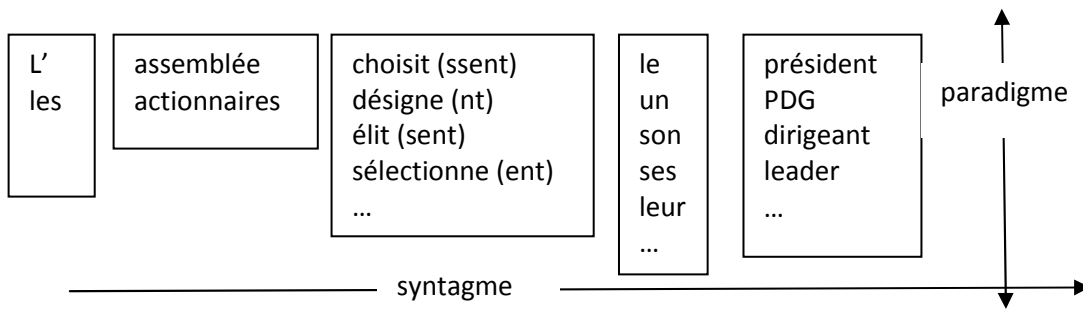 L’
les
assemblée
actionnaires
choisit (ssent)
désigne (nt)
élit (sent)
sélectionne (ent)
…
le
un
son
ses
leur
…
président
PDG
dirigeant
leader
…
paradigme
syntagme